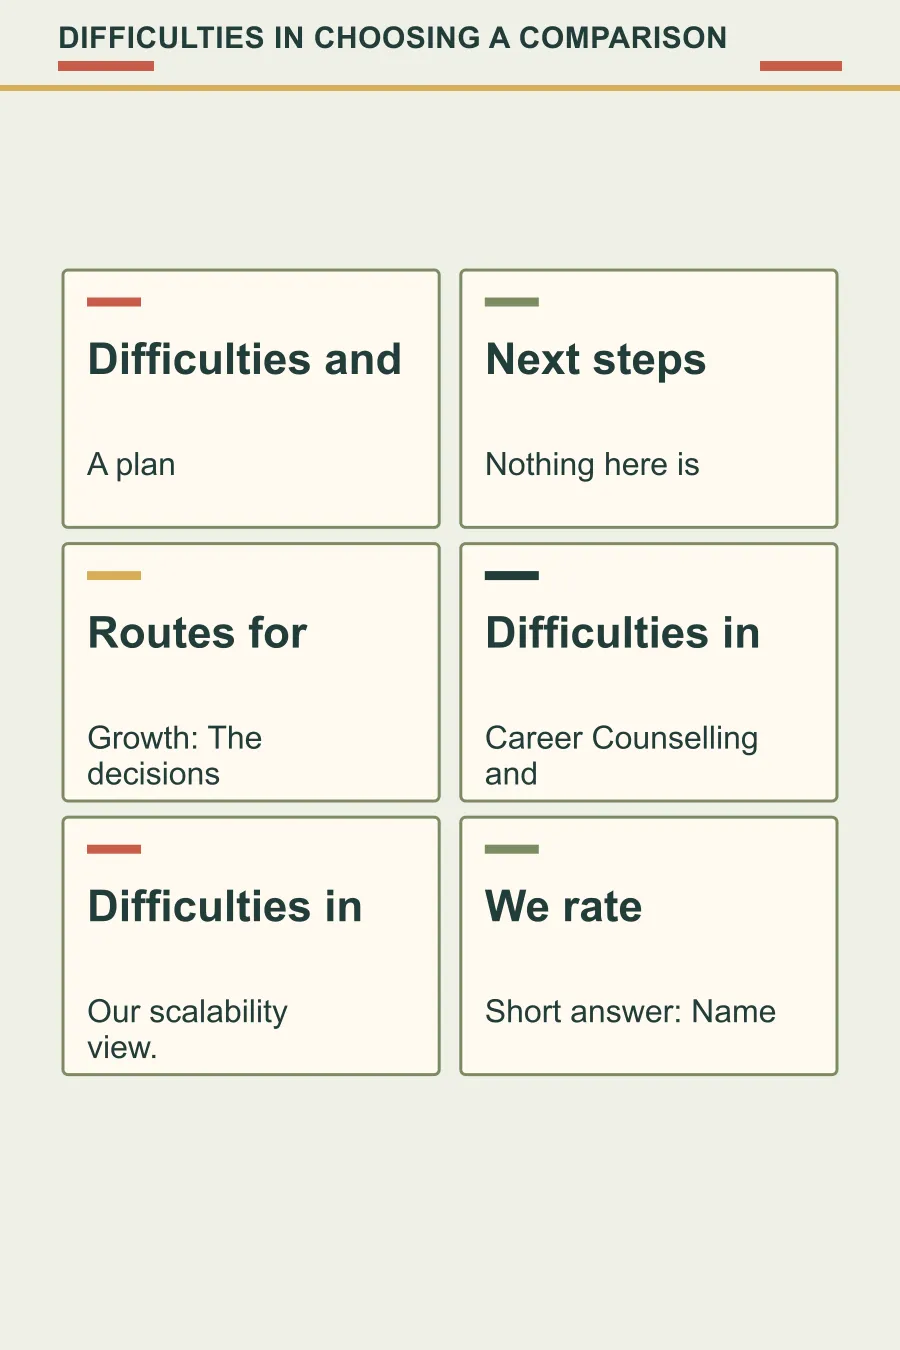 DIFFICULTIES IN CHOOSING A COMPARISON
Difficulties and
A plan
Next steps
Nothing here is
Routes for
Growth: The
decisions
Difficulties in
Career Counselling
and
Difficulties in
Our scalability
view.
We rate
Short answer: Name